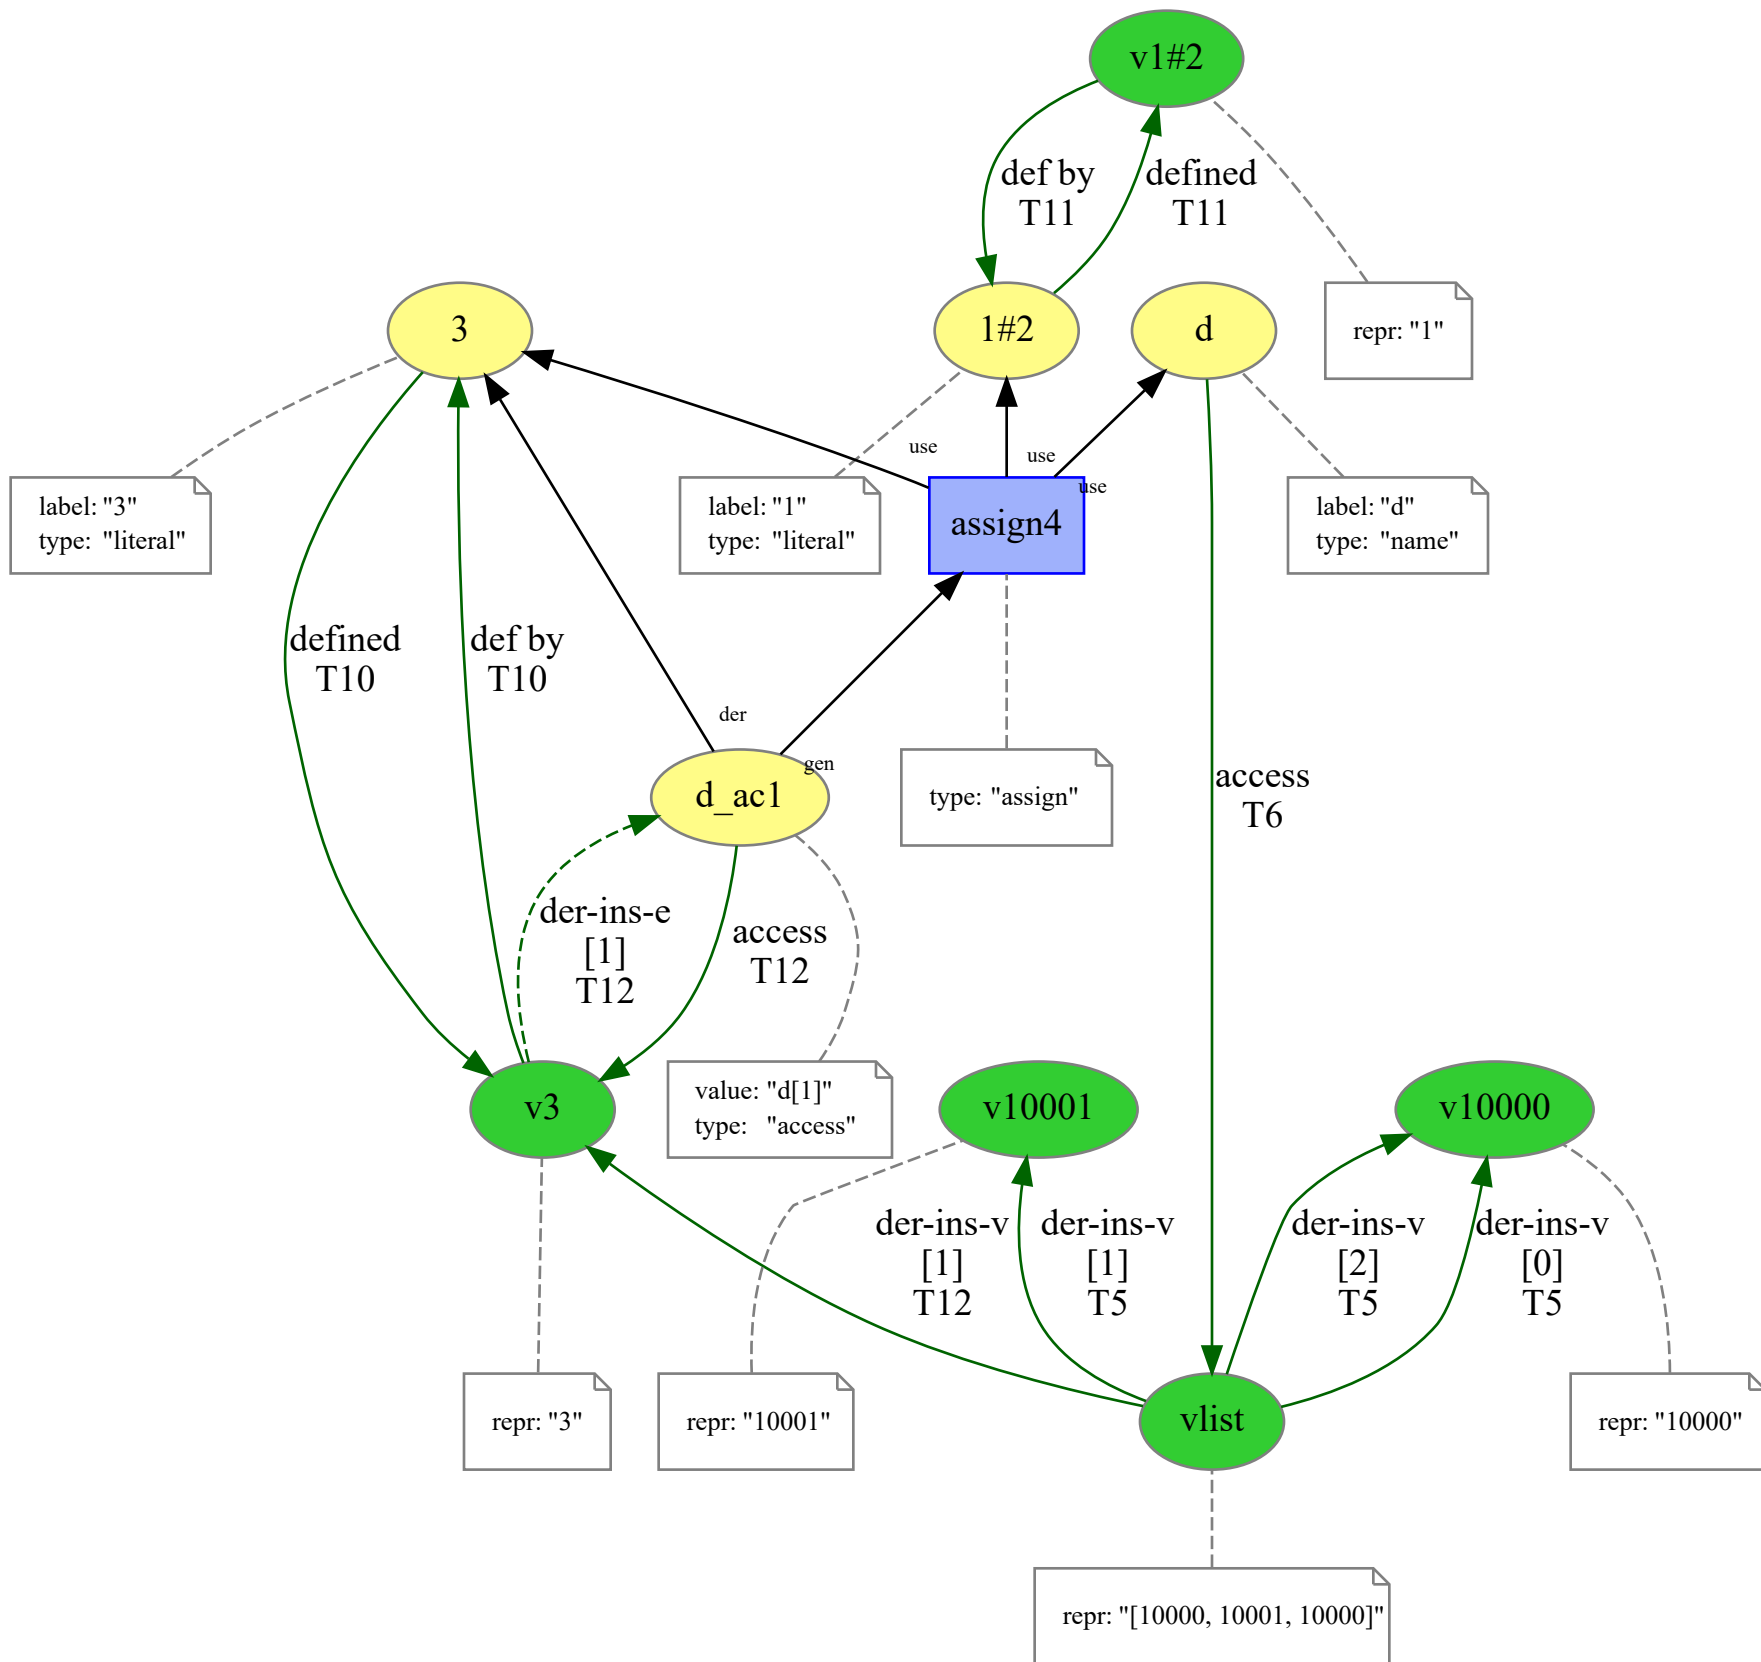 v1#2
def by
T11
defined
T11
3
1#2
d
repr: "1"
use
use
use
label: "3"
type: "literal"
label: "1"
type: "literal"
assign4
label: "d"
type: "name"
defined
T10
def by
T10
der
gen
d_ac1
type: "assign"
access
T6
der-ins-e
[1]
T12
access
T12
v3
value: "d[1]"
type: "access"
v10001
v10000
der-ins-v
[1]
T12
der-ins-v
[1]
T5
der-ins-v
[2]
T5
der-ins-v
[0]
T5
repr: "3"
repr: "10001"
vlist
repr: "10000"
repr: "[10000, 10001, 10000]"